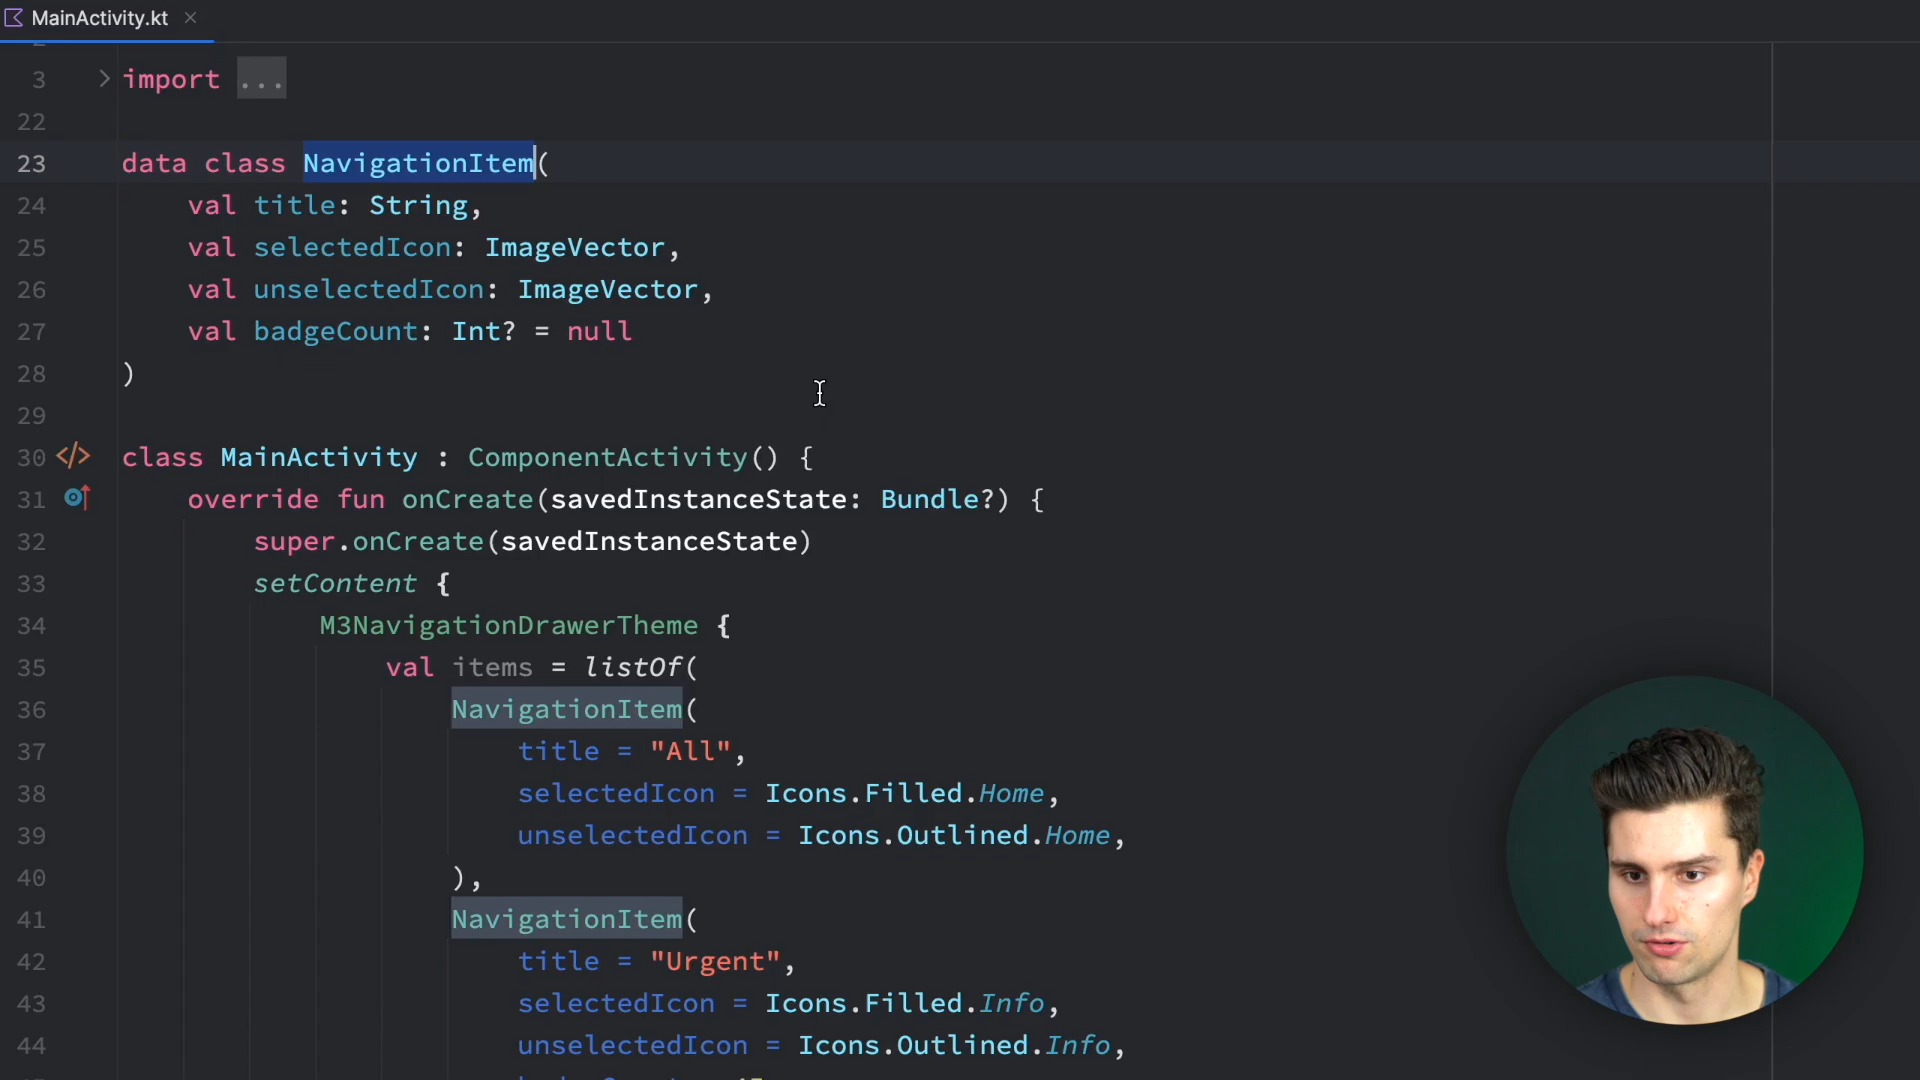 MainActivity.kt
3 import ...
22
23 data class NavigationItem(
24 val title: String,
25 val selectedIcon: ImageVector,
26 val unselectedIcon: ImageVector,
27 val badgeCount: Int? = null
28 )
29
30 class MainActivity : ComponentActivity() {
31 override fun onCreate(savedInstanceState: Bundle?) {
32 super.onCreate(savedInstanceState)
33 setContent {
34 M3NavigationDrawerTheme {
35 val items = listOf(
36 NavigationItem(
37 title = "All",
38 selectedIcon = Icons.Filled.Home,
39 unselectedIcon = Icons.Outlined.Home,
40 ),
41 NavigationItem(
42 title = "Urgent",
43 selectedIcon = Icons.Filled.Info,
44 unselectedIcon = Icons.Outlined.Info,